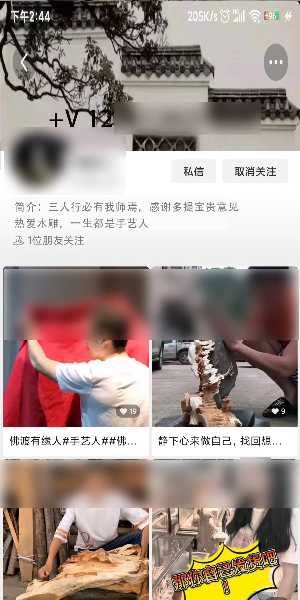 下午2:44
205K/s
+V 12
私信
取消关注
简介：三人行必有我师焉，感谢多提宝贵意见
热爱木雕，一生都是手艺人
1位朋友关注
19
9
佛渡有缘人#手艺人##佛...
静下心来做自己，找回想...